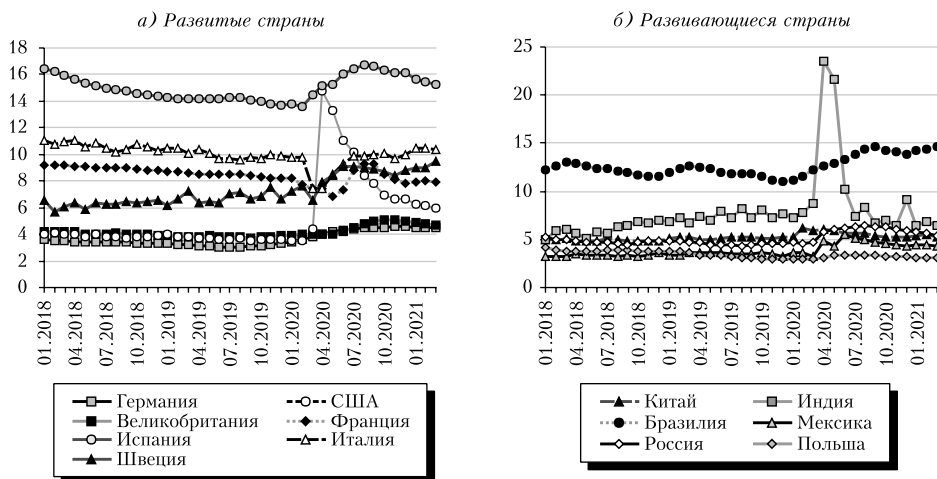 а) Развитые страны
18
16
14
12
10
8
6
4
2
0
01.2018
04.2018
07.2018
10.2018
01.2019
04.2019
07.2019
10.2019
01.2020
04.2020
07.2020
10.2020
01.2021
Германия
США
Великобритания
Франция
Испания
Италия
Швеция
б) Развивающиеся страны
25
20
15
10
5
0
01.2018
04.2018
07.2018
10.2018
01.2019
04.2019
07.2019
10.2019
01.2020
04.2020
07.2020
10.2020
01.2021
Китай
Индия
Бразилия
Мексика
Россия
Польша